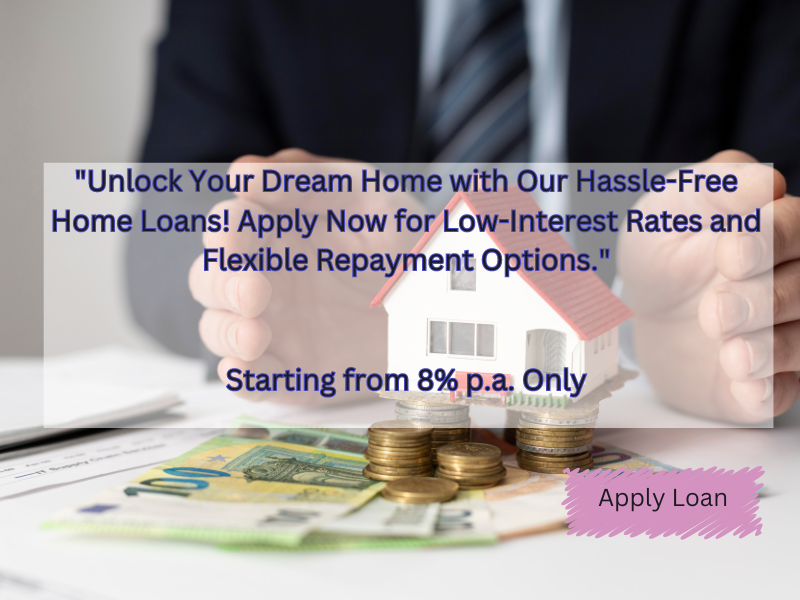 "Unlock Your Dream Home with Our Hassle-Free
Home Loans! Apply Now for Low-Interest Rates and
Flexible Repayment Options."
Starting from 8% p.a. Only
100
Apply Loan